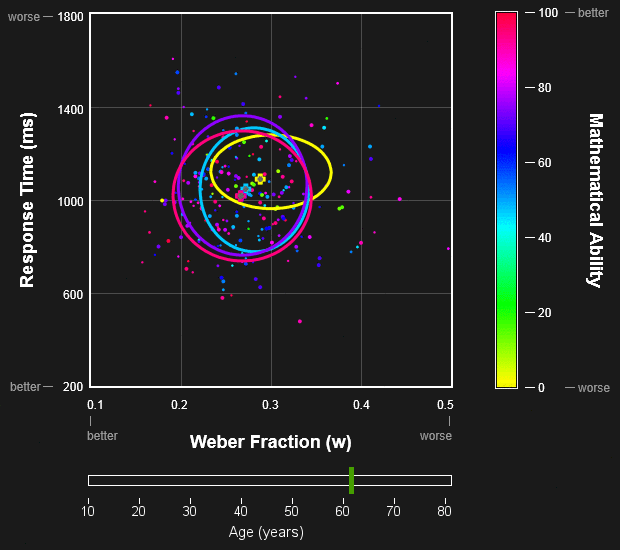 worse
1800
1400
1000
600
better
200
Response Time (ms)
0.1
0.2
0.3
0.4
0.5
better
worse
Weber Fraction (w)
100
better
80
60
40
20
0
worse
Mathematical Ability
10
20
30
40
50
60
70
80
Age (years)